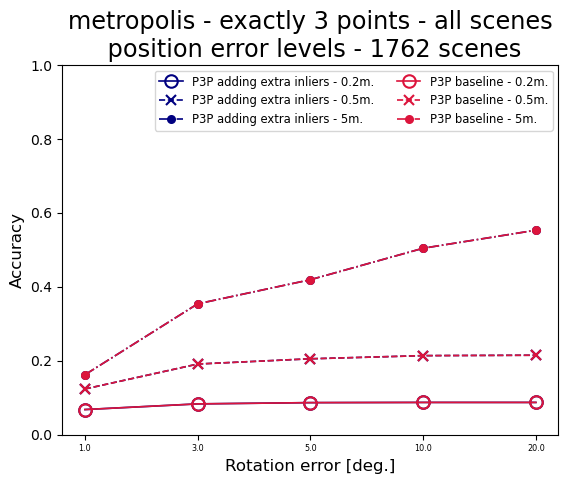 metropolis - exactly 3 points - all scenes
position error levels - 1762 scenes
P3P adding extra inliers - 0.2m.
P3P adding extra inliers - 0.5m.
P3P adding extra inliers - 5m.
P3P baseline - 0.2m.
P3P baseline - 0.5m.
P3P baseline - 5m.
Accuracy
1.0
0.8
0.6
0.4
0.2
0.0
1.0
3.0
5.0
10.0
20.0
Rotation error [deg.]